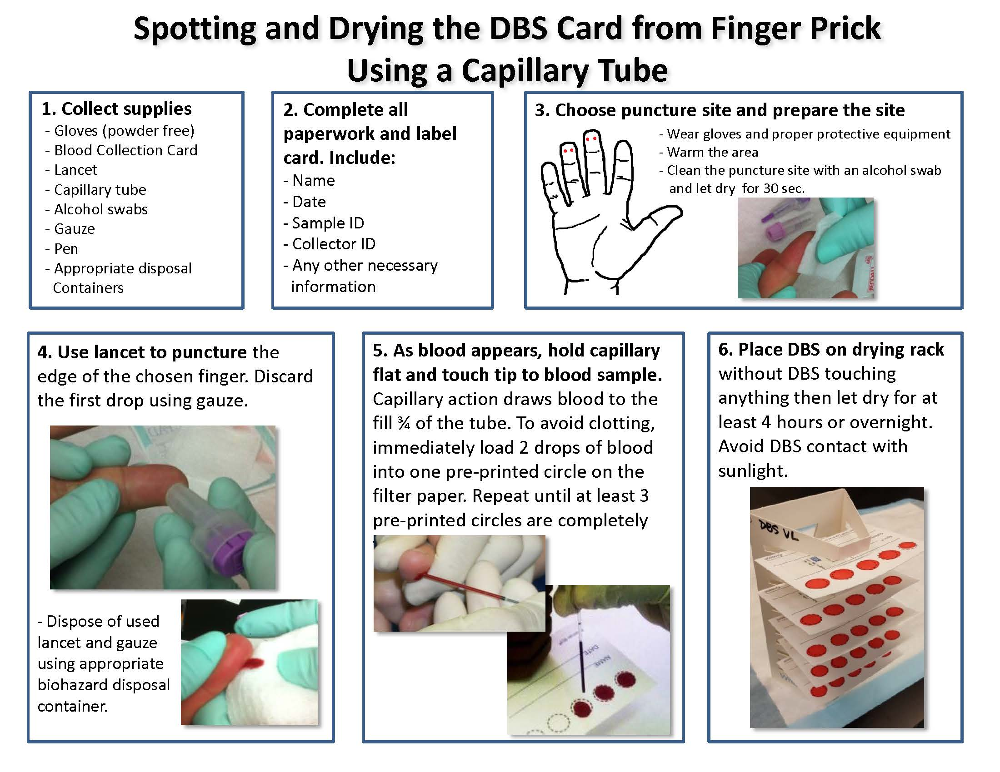 Spotting and Drying the DBS Card from Finger Prick
Using a Capillary Tube
1. Collect supplies
- Gloves (powder free)
- Blood Collection Card
- Lancet
- Capillary tube
- Alcohol swabs
- Gauze
- Pen
- Appropriate disposal
Containers
2. Complete all
paperwork and label
card. Include:
- Name
- Date
- Sample ID
- Collector ID
- Any other necessary
information
3. Choose puncture site and prepare the site
- Wear gloves and proper protective equipment
- Warm the area
- Clean the puncture site with an alcohol swab
and let dry for 30 sec.
4. Use lancet to puncture the
edge of the chosen finger. Discard
the first drop using gauze.
- Dispose of used
lancet and gauze
using appropriate
biohazard disposal
container.
5. As blood appears, hold capillary
flat and touch tip to blood sample.
Capillary action draws blood to the
fill ¾ of the tube. To avoid clotting,
immediately load 2 drops of blood
into one pre-printed circle on the
filter paper. Repeat until at least 3
pre-printed circles are completely
DATE
NAME
6. Place DBS on drying rack
without DBS touching
anything then let dry for at
least 4 hours or overnight.
Avoid DBS contact with
sunlight.
DBS VL